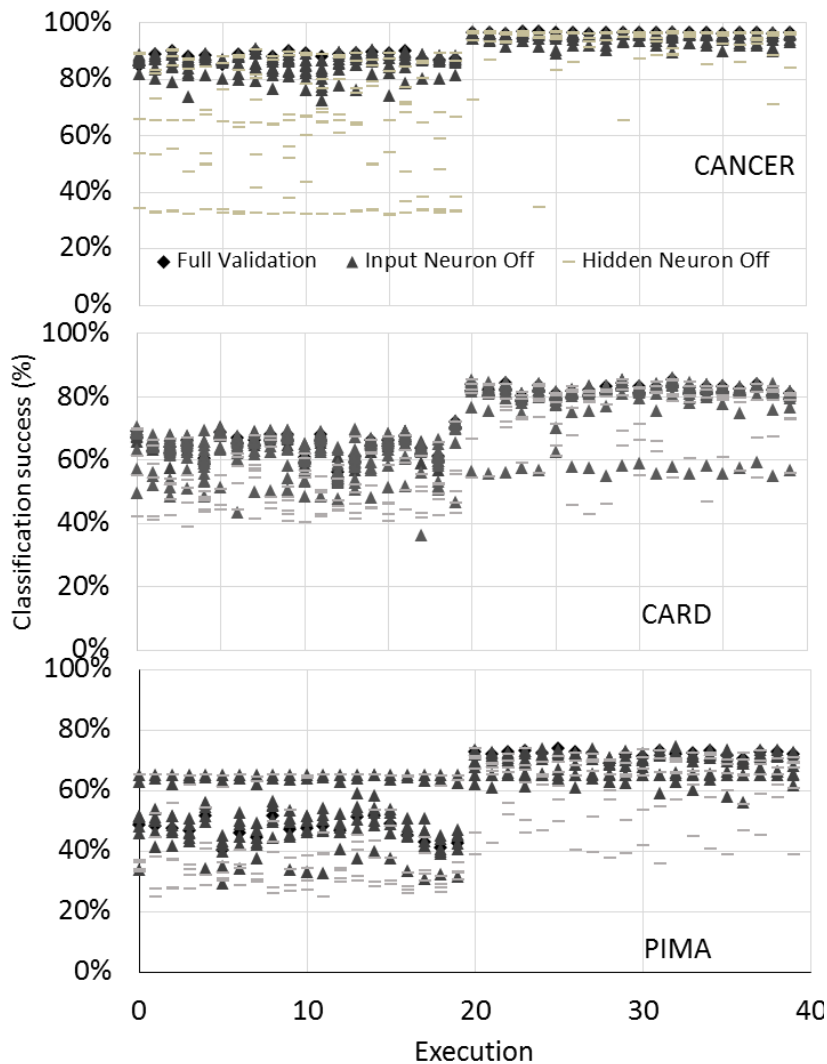 100%
80%
60%
40%
20%
0%
CANCER
Full Validation Input Neuron Off Hidden Neuron Off
Classification success (%)
100%
80%
60%
40%
20%
0%
CARD
100%
80%
60%
40%
20%
0%
PIMA
0 10 20 30 40
Execution